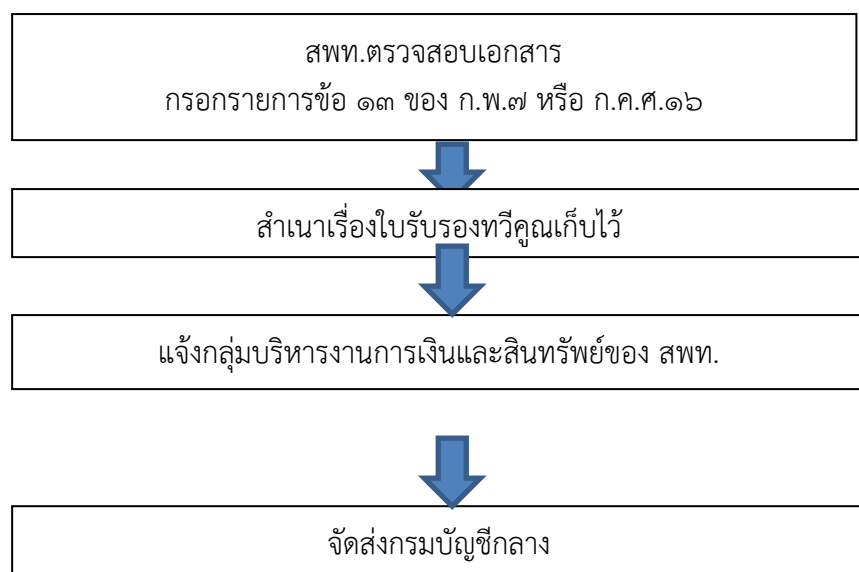 สพท.ตรวจสอบเอกสาร
กรอกรายการข้อ ๑๓ ของ ก.พ.๗ หรือ ก.ค.ศ.๑๖
สำเนาเรื่องใบรับรองทวีคูณเก็บไว้
แจ้งกลุ่มบริหารงานการเงินและสินทรัพย์ของ สพท.
จัดส่งกรมบัญชีกลาง